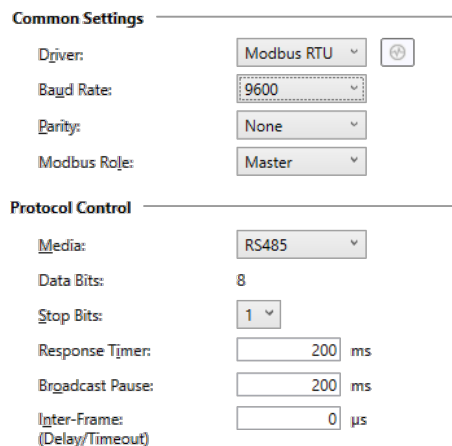 Common Settings
Driver: Modbus RTU
Baud Rate: 9600
Parity: None
Modbus Role: Master
Protocol Control
Media: RS485
Data Bits: 8
Stop Bits: 1
Response Timer: 200 ms
Broadcast Pause: 200 ms
Inter-Frame: 0 µs
(Delay/Timeout)